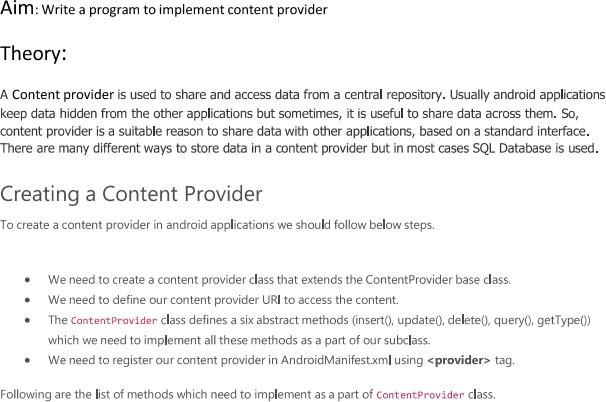 Aim: Write a program to implement content provider
Theory:
A Content provider is used to share and access data from a central repository. Usually android applications
keep data hidden from the other applications but sometimes, it is useful to share data across them. So,
content provider is a suitable reason to share data with other applications, based on a standard interface.
There are many different ways to store data in a content provider but in most cases SQL Database is used.
Creating a Content Provider
To create a content provider in android applications we should follow below steps.
• We need to create a content provider class that extends the ContentProvider base class.
• We need to define our content provider URI to access the content.
• The ContentProvider class defines a six abstract methods (insert(), update(), delete(), query(), getType())
which we need to implement all these methods as a part of our subclass.
• We need to register our content provider in AndroidManifest.xml using <provider> tag.
Following are the list of methods which need to implement as a part of ContentProvider class.